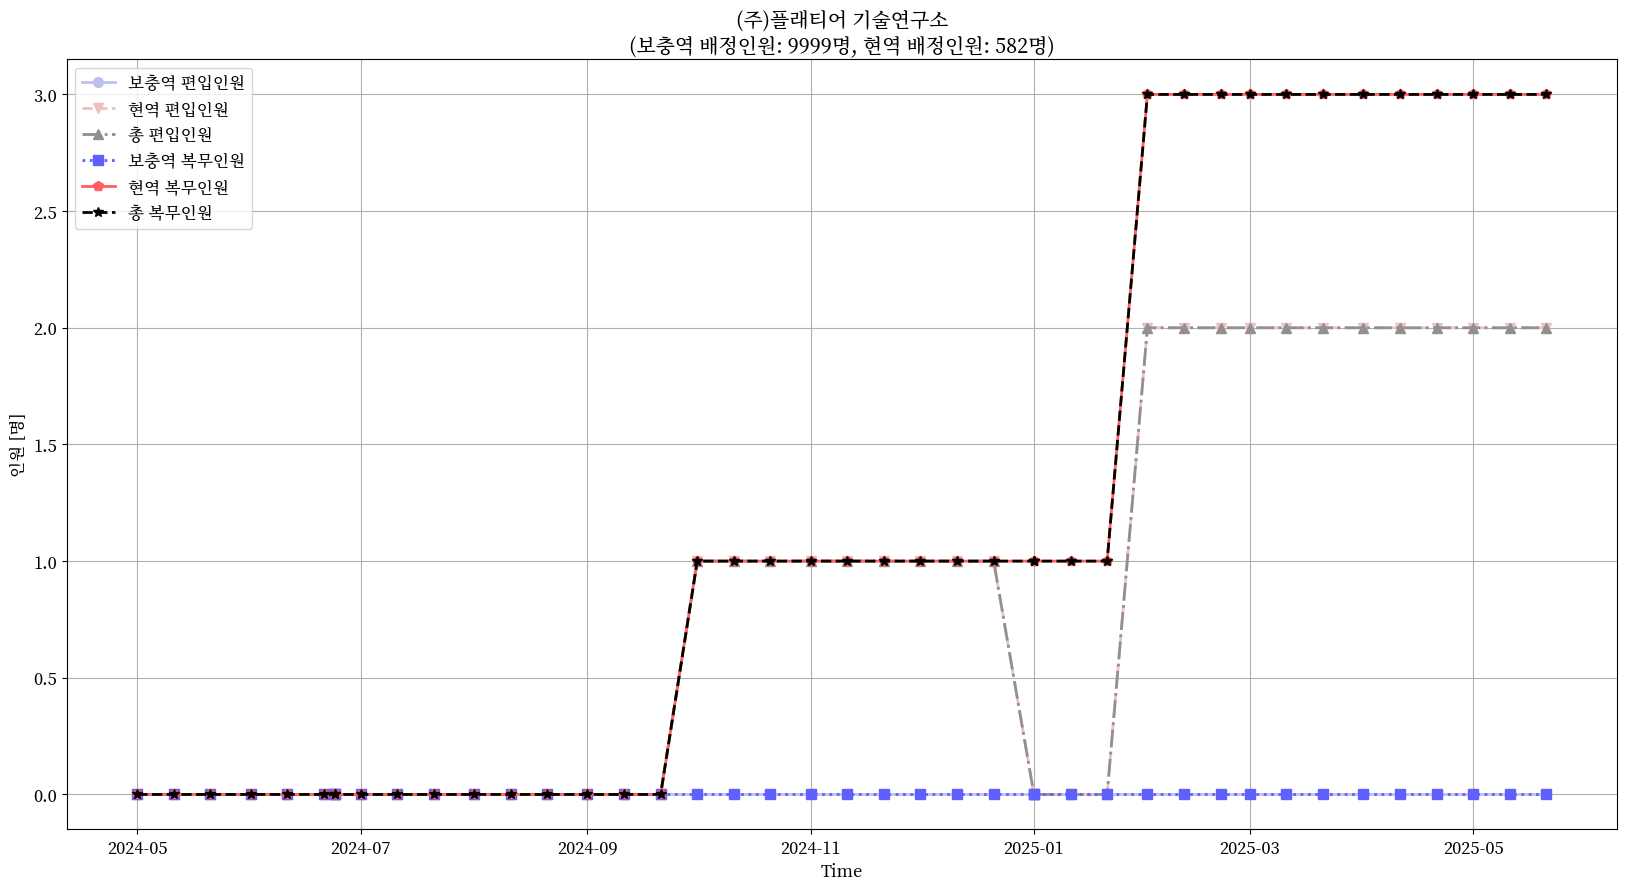 (주)플래티어 기술연구소
(보충역 배정인원: 9999명, 현역 배정인원: 582명)
보충역 편입인원
현역 편입인원
총 편입인원
보충역 복무인원
현역 복무인원
총 복무인원
3.0
2.5
2.0
1.5
1.0
0.5
0.0
인원 [명]
2024-05 2024-07 2024-09 2024-11 2025-01 2025-03 2025-05
Time